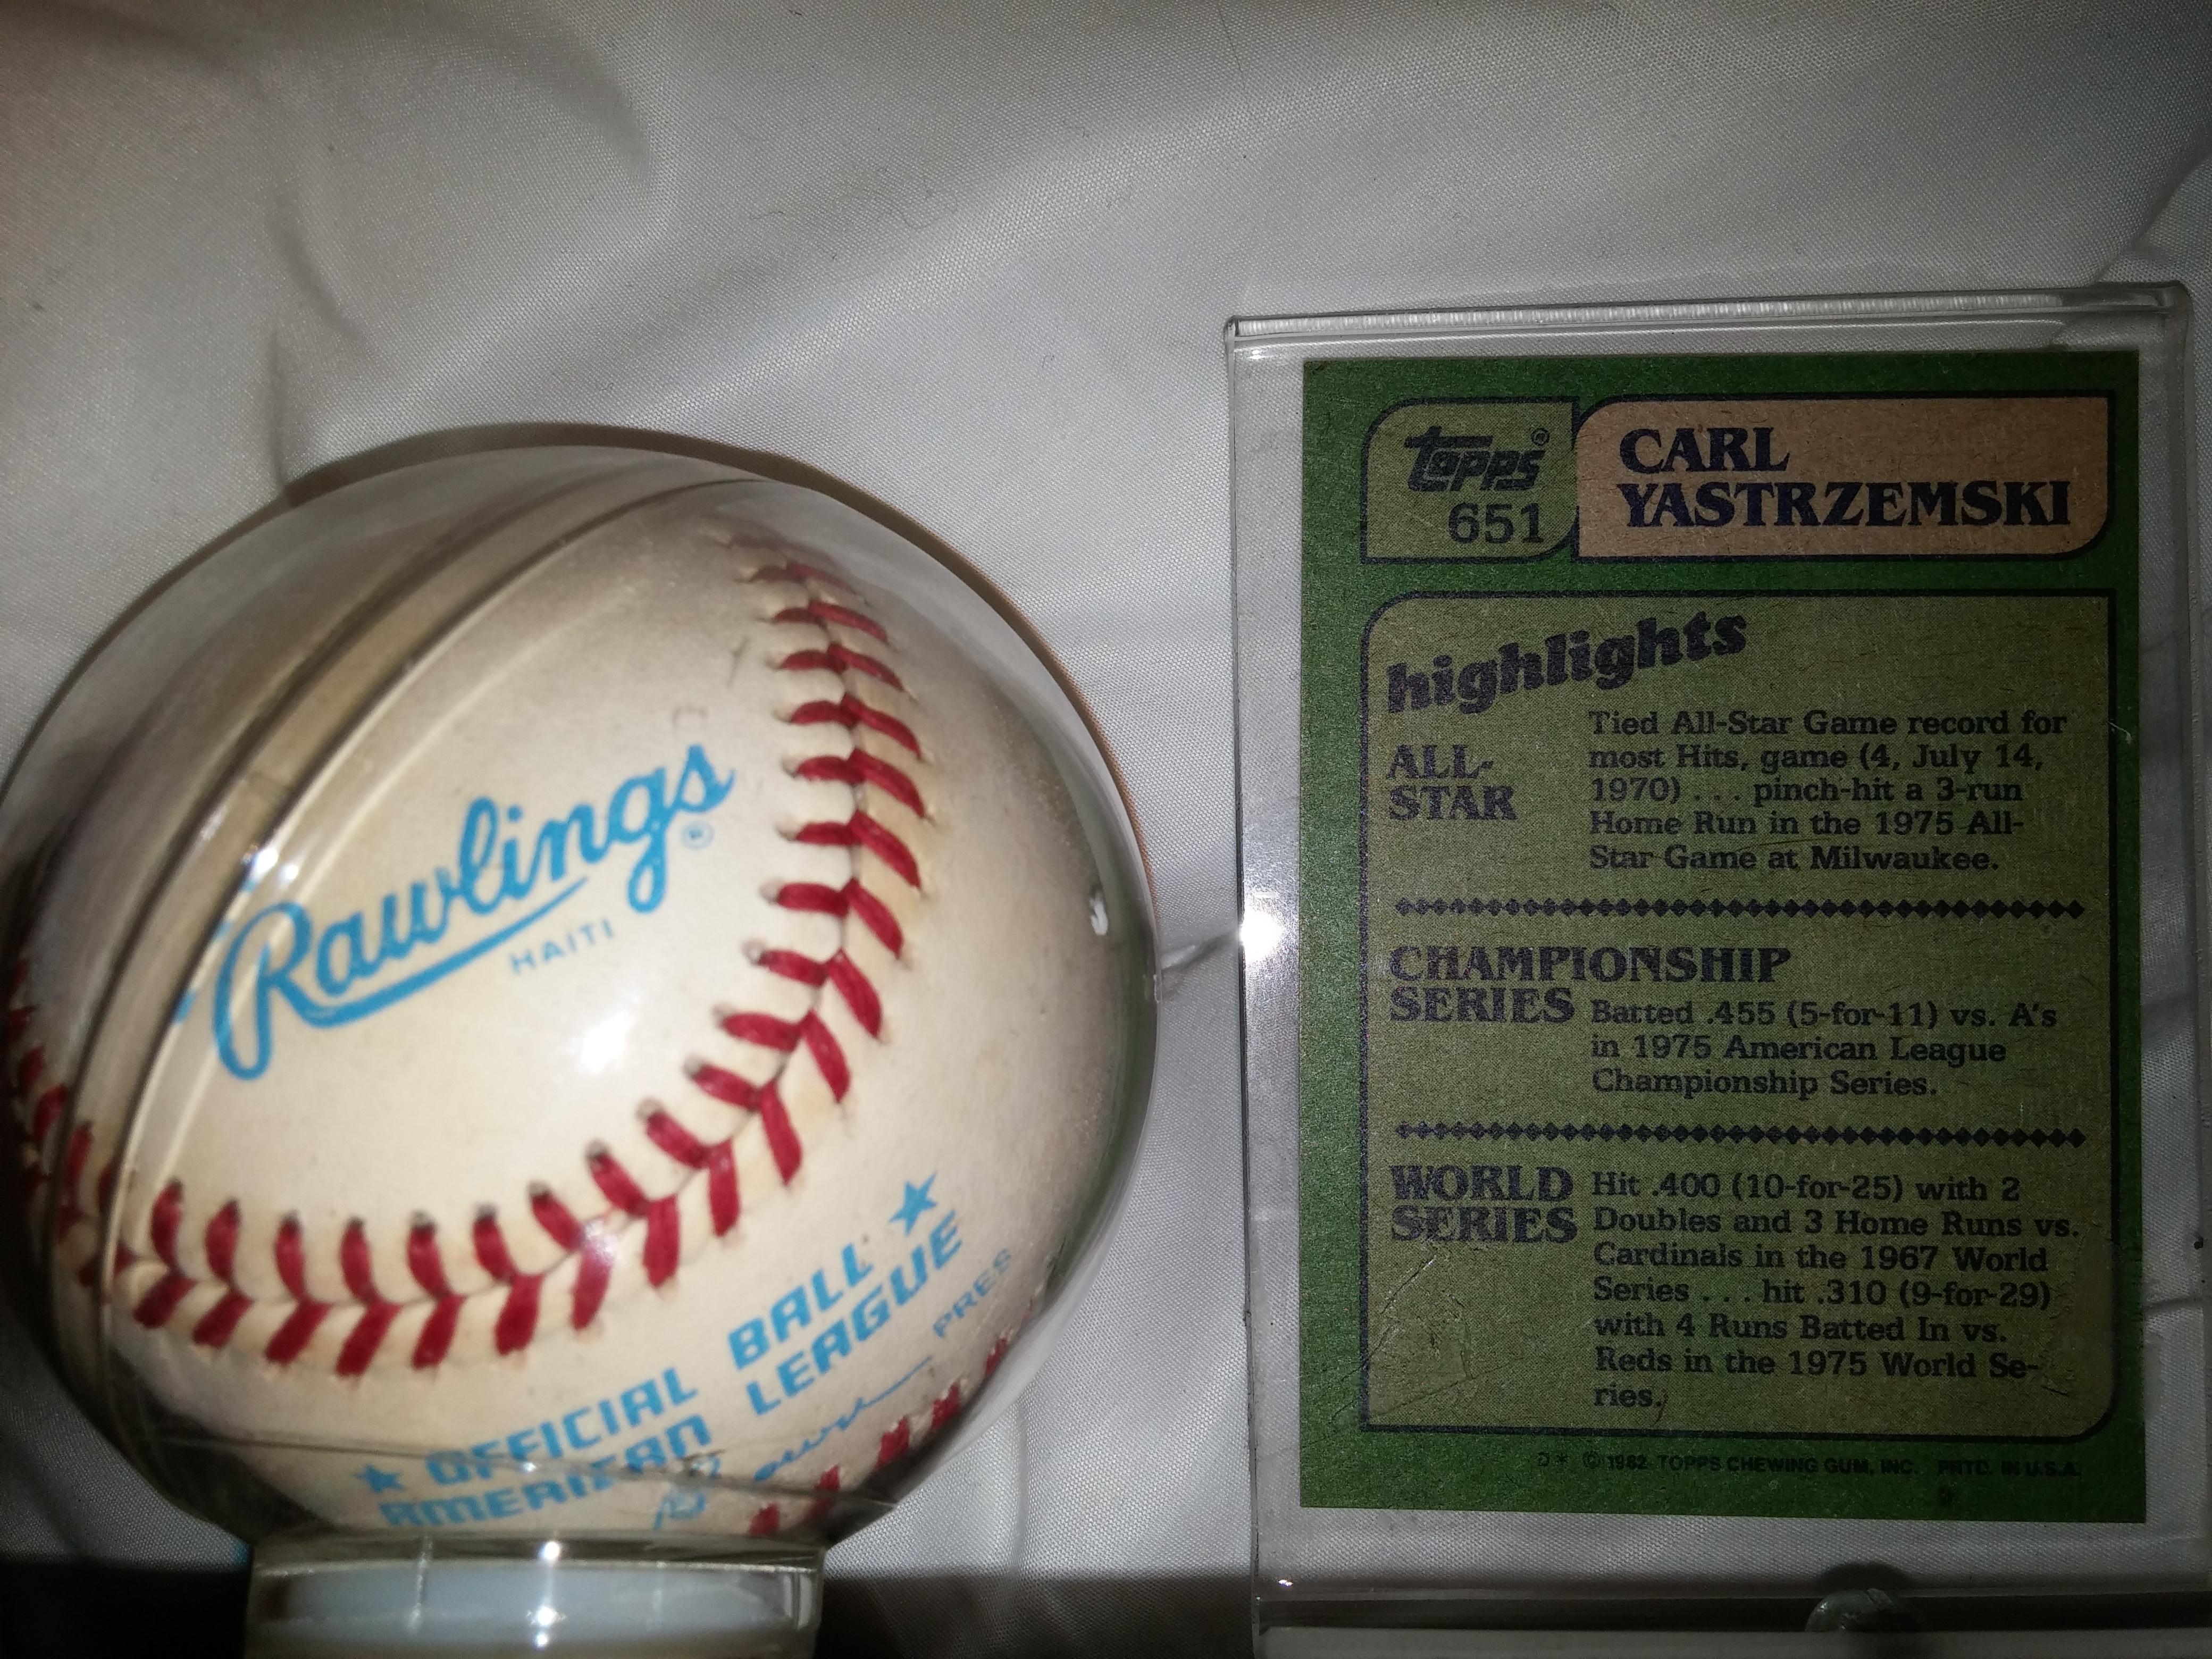 Rawlings®
HAITI
★ OFFICIAL BALL ★
AMERICAN LEAGUE
PRES
topps®
651
CARL
YASTRZEMSKI
highlights
ALL-
STAR
Tied All-Star Game record for
most Hits, game (4, July 14,
1970) . . . pinch-hit a 3-run
Home Run in the 1975 All-
Star Game at Milwaukee.
CHAMPIONSHIP
SERIES
Batted .455 (5-for-11) vs. A's
in 1975 American League
Championship Series.
WORLD
SERIES
Hit .400 (10-for-25) with 2
Doubles and 3 Home Runs vs.
Cardinals in the 1967 World
Series . . . hit .310 (9-for-29)
with 4 Runs Batted In vs.
Reds in the 1975 World Se-
ries.
D* © 1982 TOPPS CHEWING GUM, INC. PRTD. IN U.S.A.